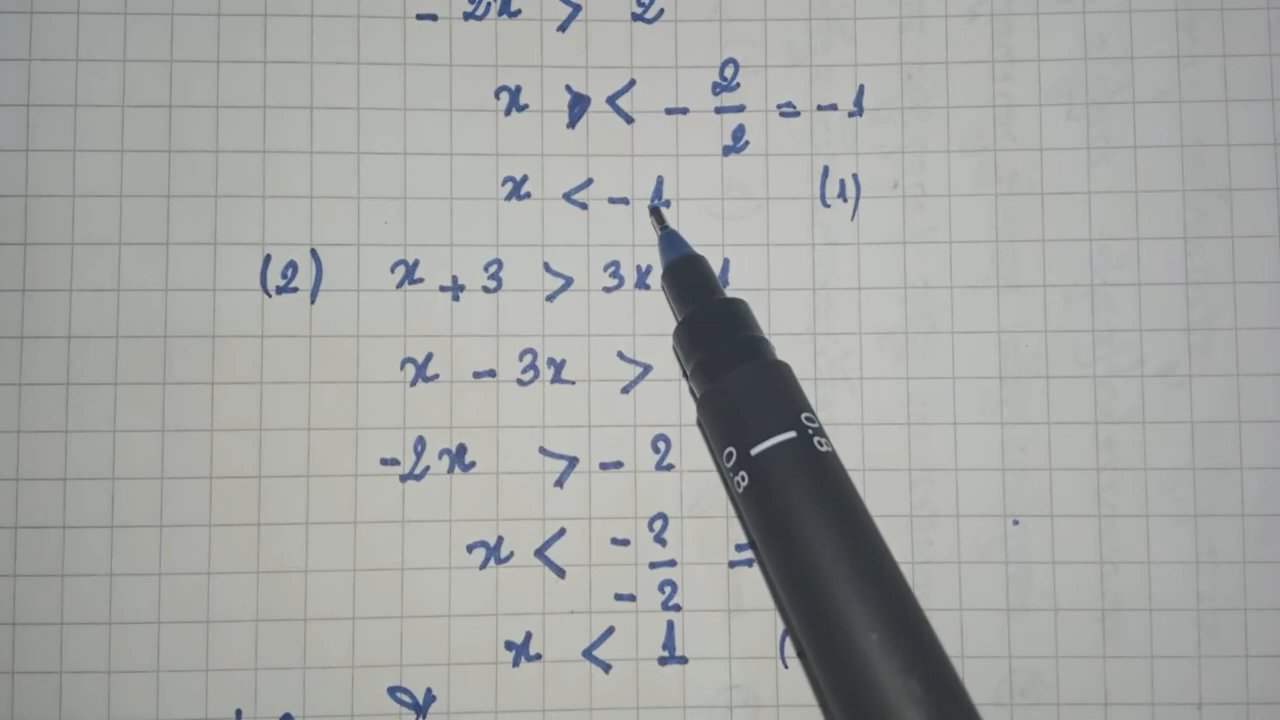 - 2x > 2
x < - 2/2 = -1
x < - 1 (1)
(2) x + 3 > 3x 1
x - 3x >
-2x > - 2
x < -2/-2 =
x < 1 (
0.8 0.8